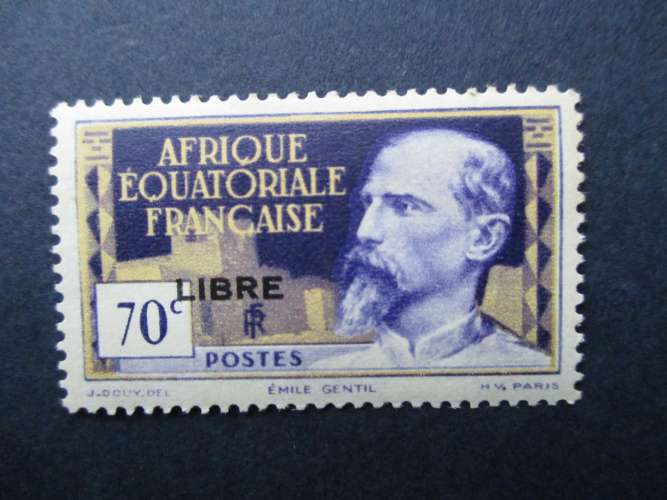 AFRIQUE
ÉQUATORIALE
FRANÇAISE
LIBRE
70c
RF
POSTES
J.DOUY.DEL. ÉMILE GENTIL H.V. PARIS